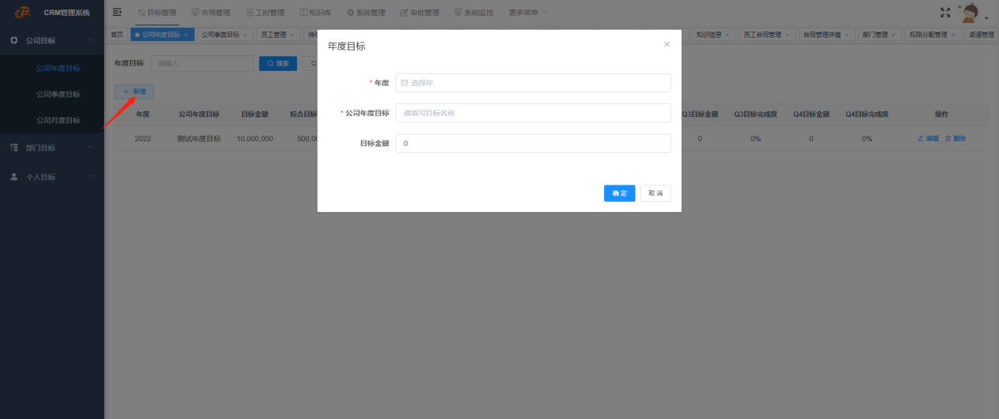 CRM管理系统
目标管理 市场管理 工时管理 知识库 系统管理 审批管理 系统监控 更多菜单
公司目标
公司年度目标
公司季度目标
公司月度目标
部门目标
个人目标
首页 公司年度目标 × 公司季度目标 × 员工管理 ×
知识信息 × 员工合同管理 × 合同管理详情 × 部门管理 × 权限分配管理 × 渠道管理
年度目标 请输入 搜索
+ 新增
年度 公司年度目标 目标金额 综合目标
Q3目标金额 Q3目标完成度 Q4目标金额 Q4目标完成度 操作
2022 测试年度目标 10,000,000 500,0
0 0% 0 0% 编辑 删除
年度目标 ×
* 年度 选择年
* 公司年度目标 请填写目标名称
目标金额 0
确 定 取 消